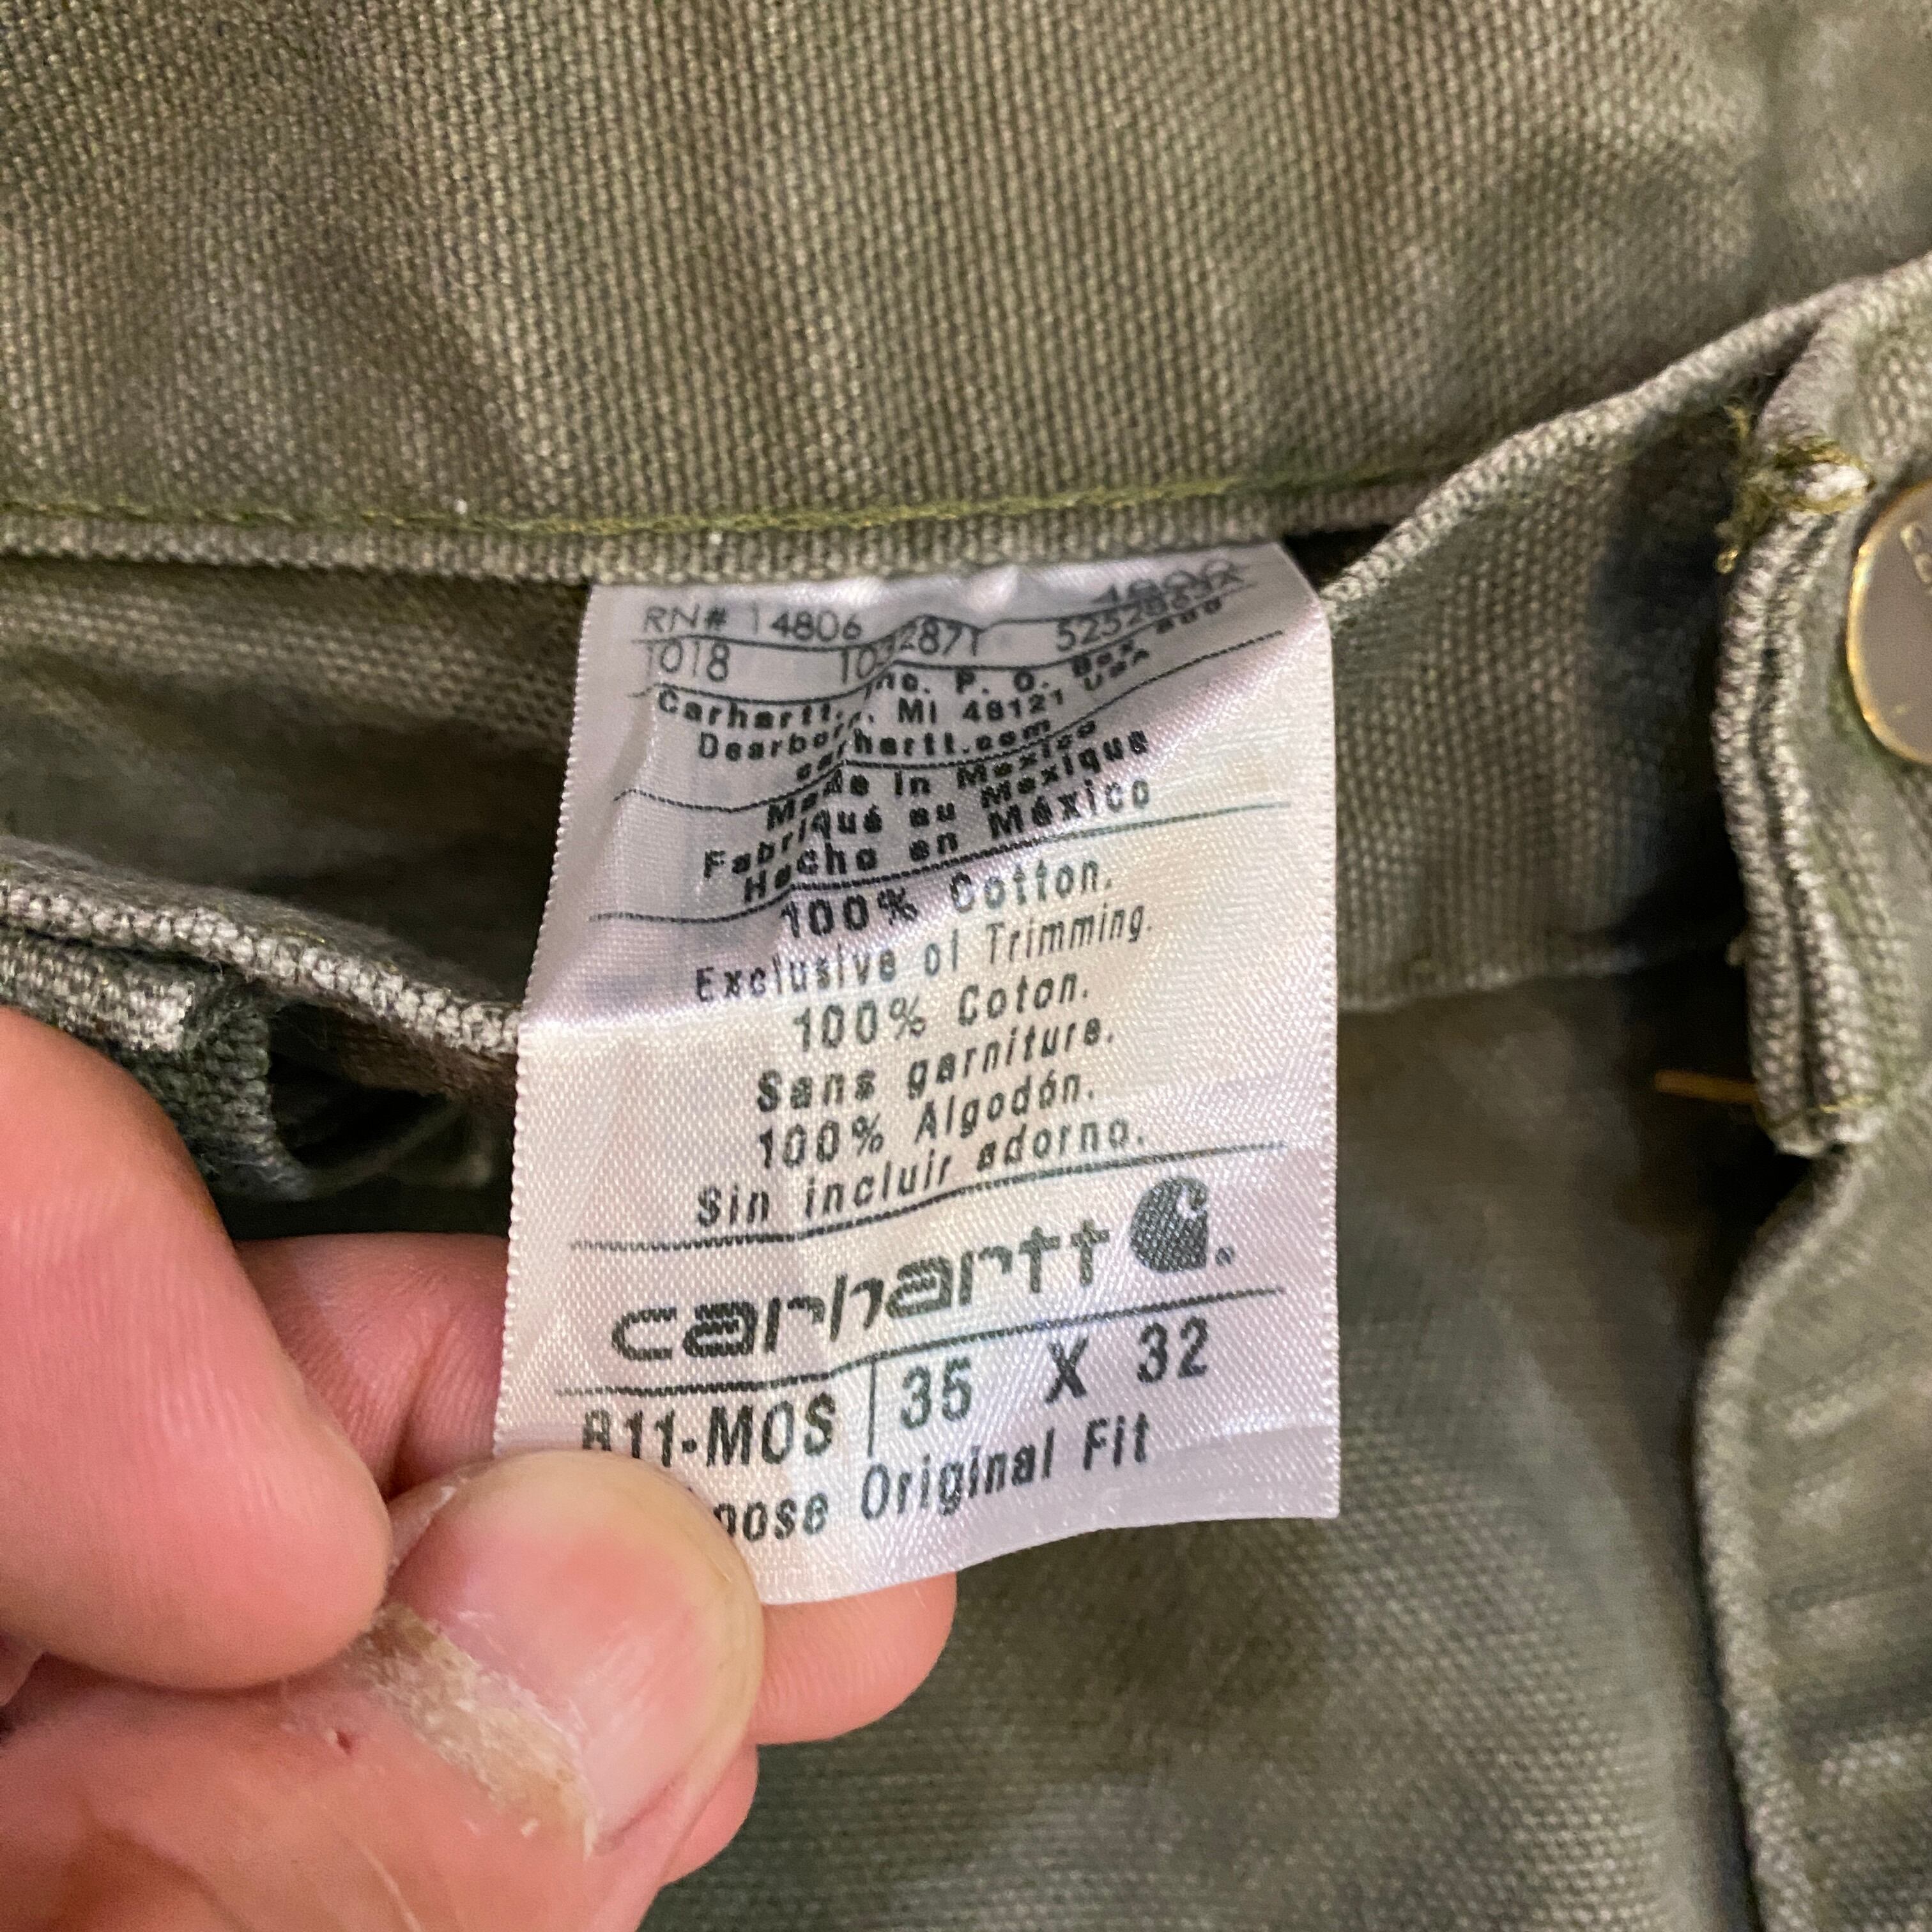 RN# 14806
1018
Carhartt, Inc. P. O. Box
Dearborn, MI 48121 USA
carhartt.com
Made in Mexico
Fabriqué au Mexique
Hecho en México
100% Cotton.
Exclusive of Trimming.
100% Coton.
Sans garniture.
100% Algodón.
Sin incluir adorno.
carhartt
B11-MOS 35 X 32
Loose Original Fit